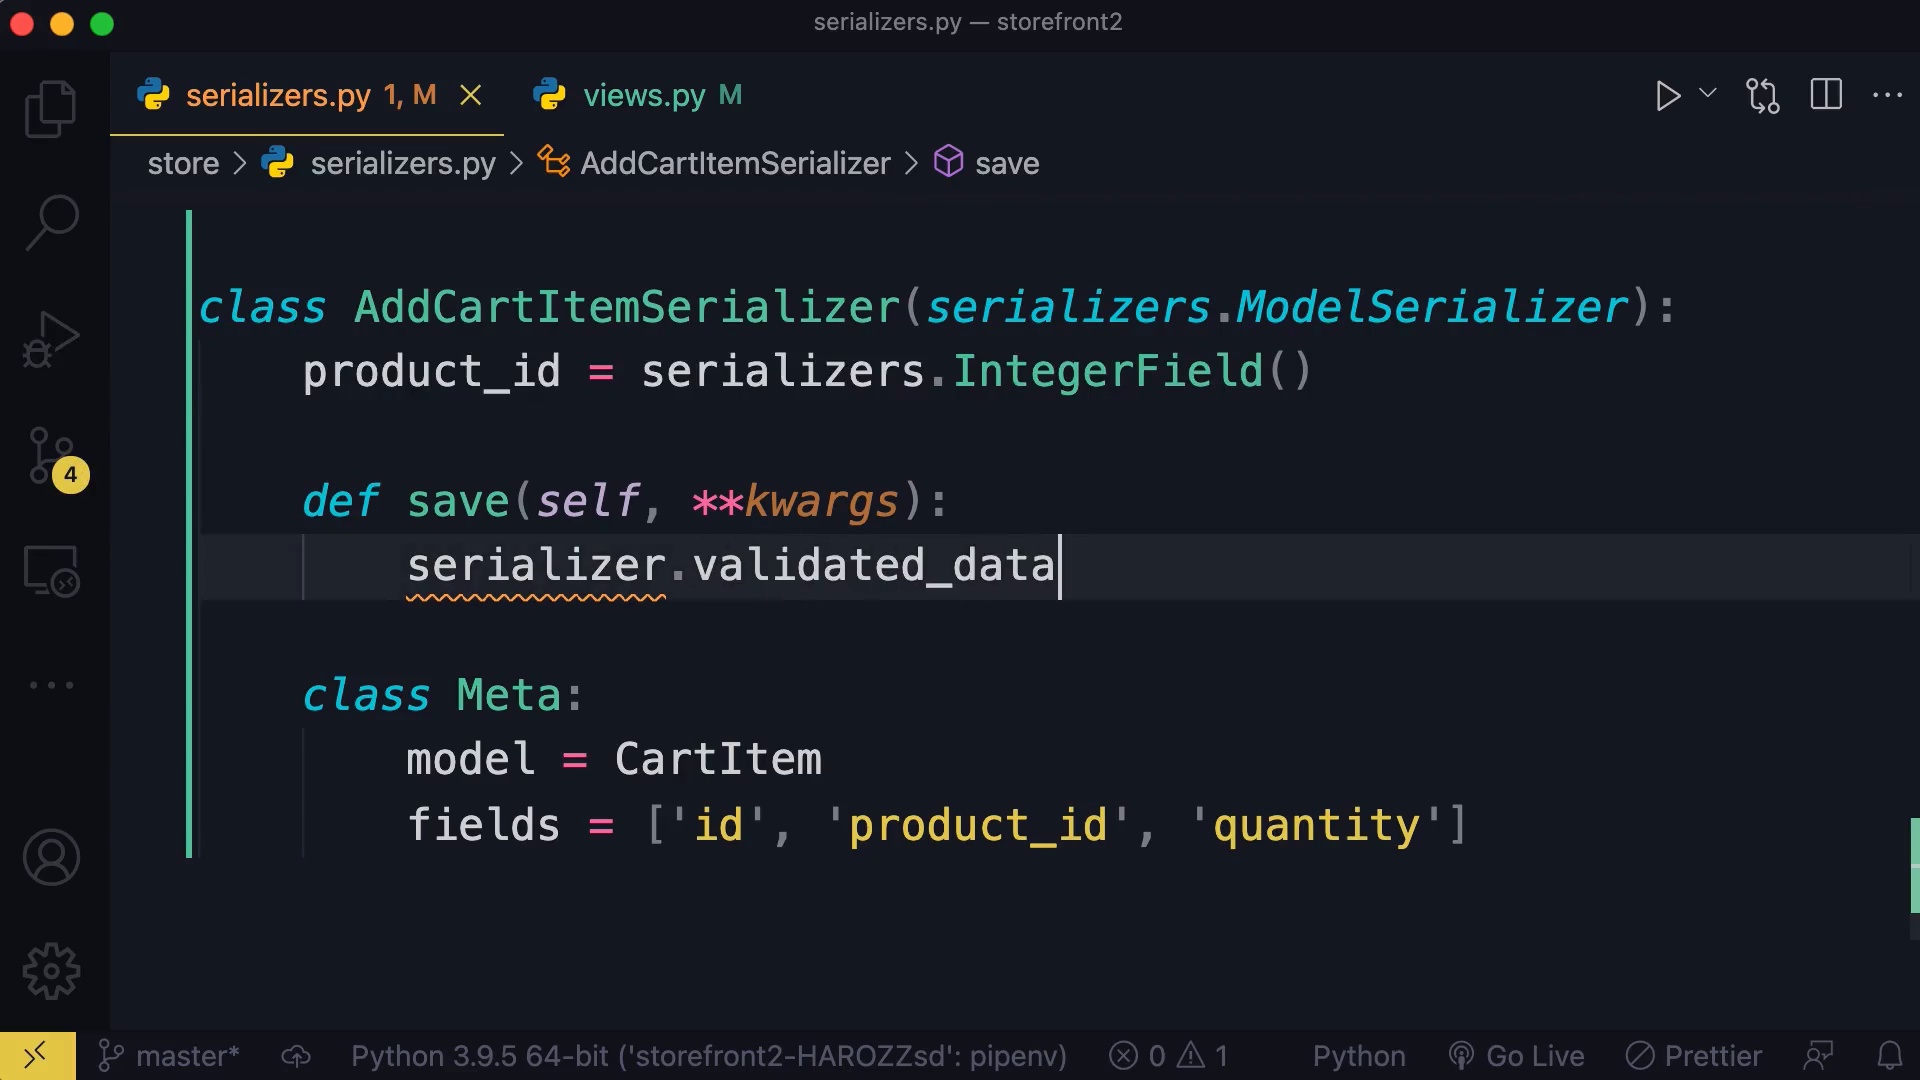 serializers.py — storefront2
serializers.py 1, M
views.py M
store > serializers.py > AddCartItemSerializer > save
class AddCartItemSerializer(serializers.ModelSerializer):
product_id = serializers.IntegerField()
def save(self, **kwargs):
serializer.validated_data
class Meta:
model = CartItem
fields = ['id', 'product_id', 'quantity']
4
master*
Python 3.9.5 64-bit ('storefront2-HAROZZsd': pipenv)
0
1
Python
Go Live
Prettier